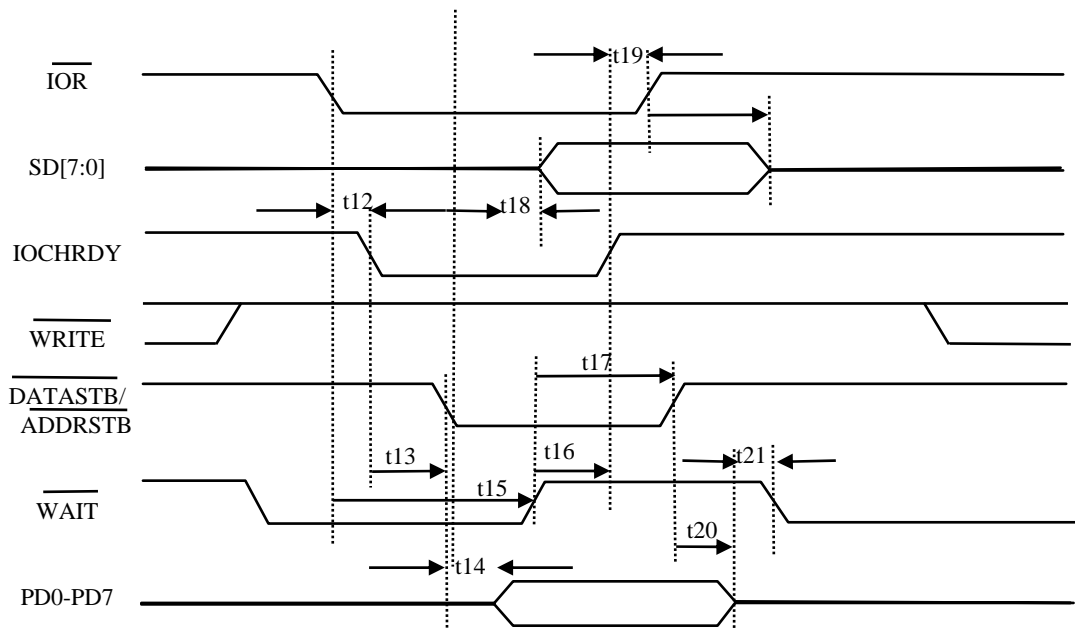 t19
IOR
SD[7:0]
t12
t18
IOCHRDY
WRITE
t17
DATASTB/
ADDRSTB
t13
t16
t21
t15
WAIT
t20
t14
PD0-PD7